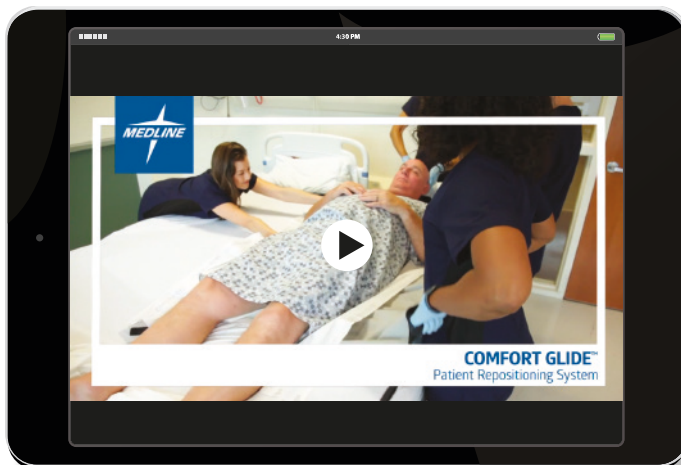 4:30 PM
MEDLINE
COMFORT GLIDE™
Patient Repositioning System